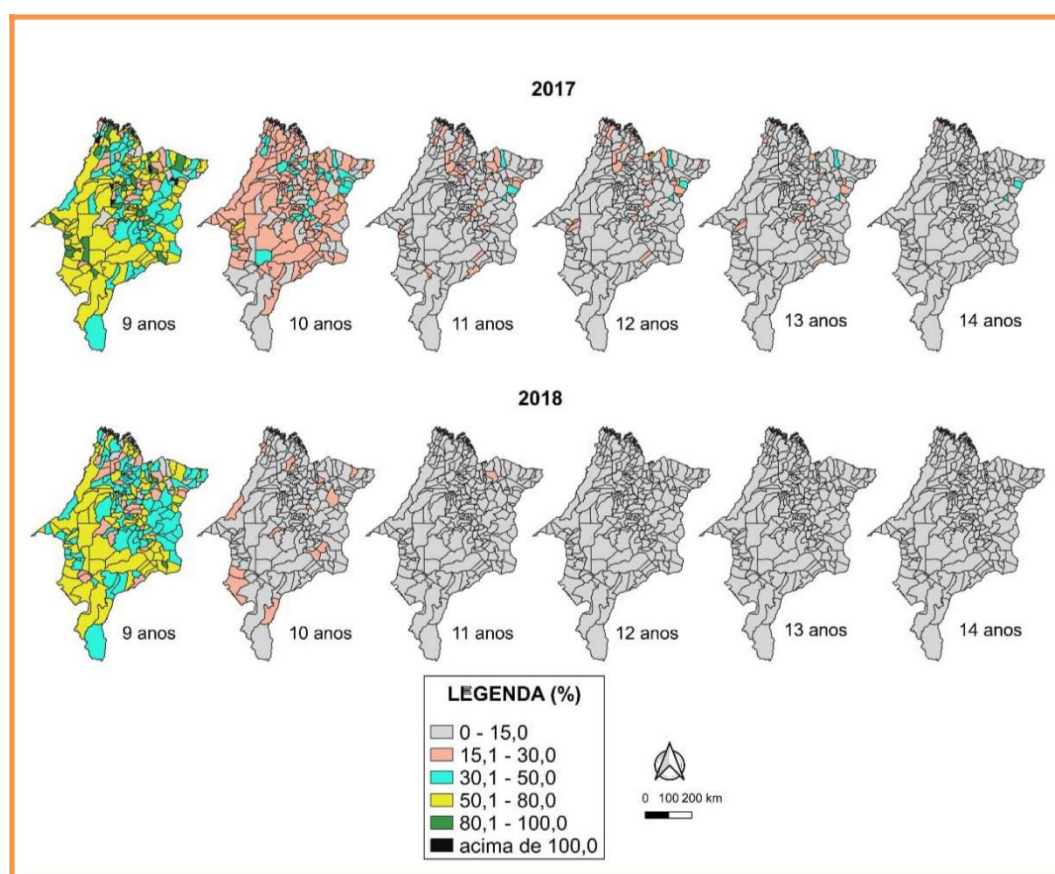 2017
9 anos
10 anos
11 anos
12 anos
13 anos
14 anos
2018
9 anos
10 anos
11 anos
12 anos
13 anos
14 anos
LEGENDA (%)
0 - 15,0
15,1 - 30,0
30,1 - 50,0
50,1 - 80,0
80,1 - 100,0
acima de 100,0
0 100 200 km